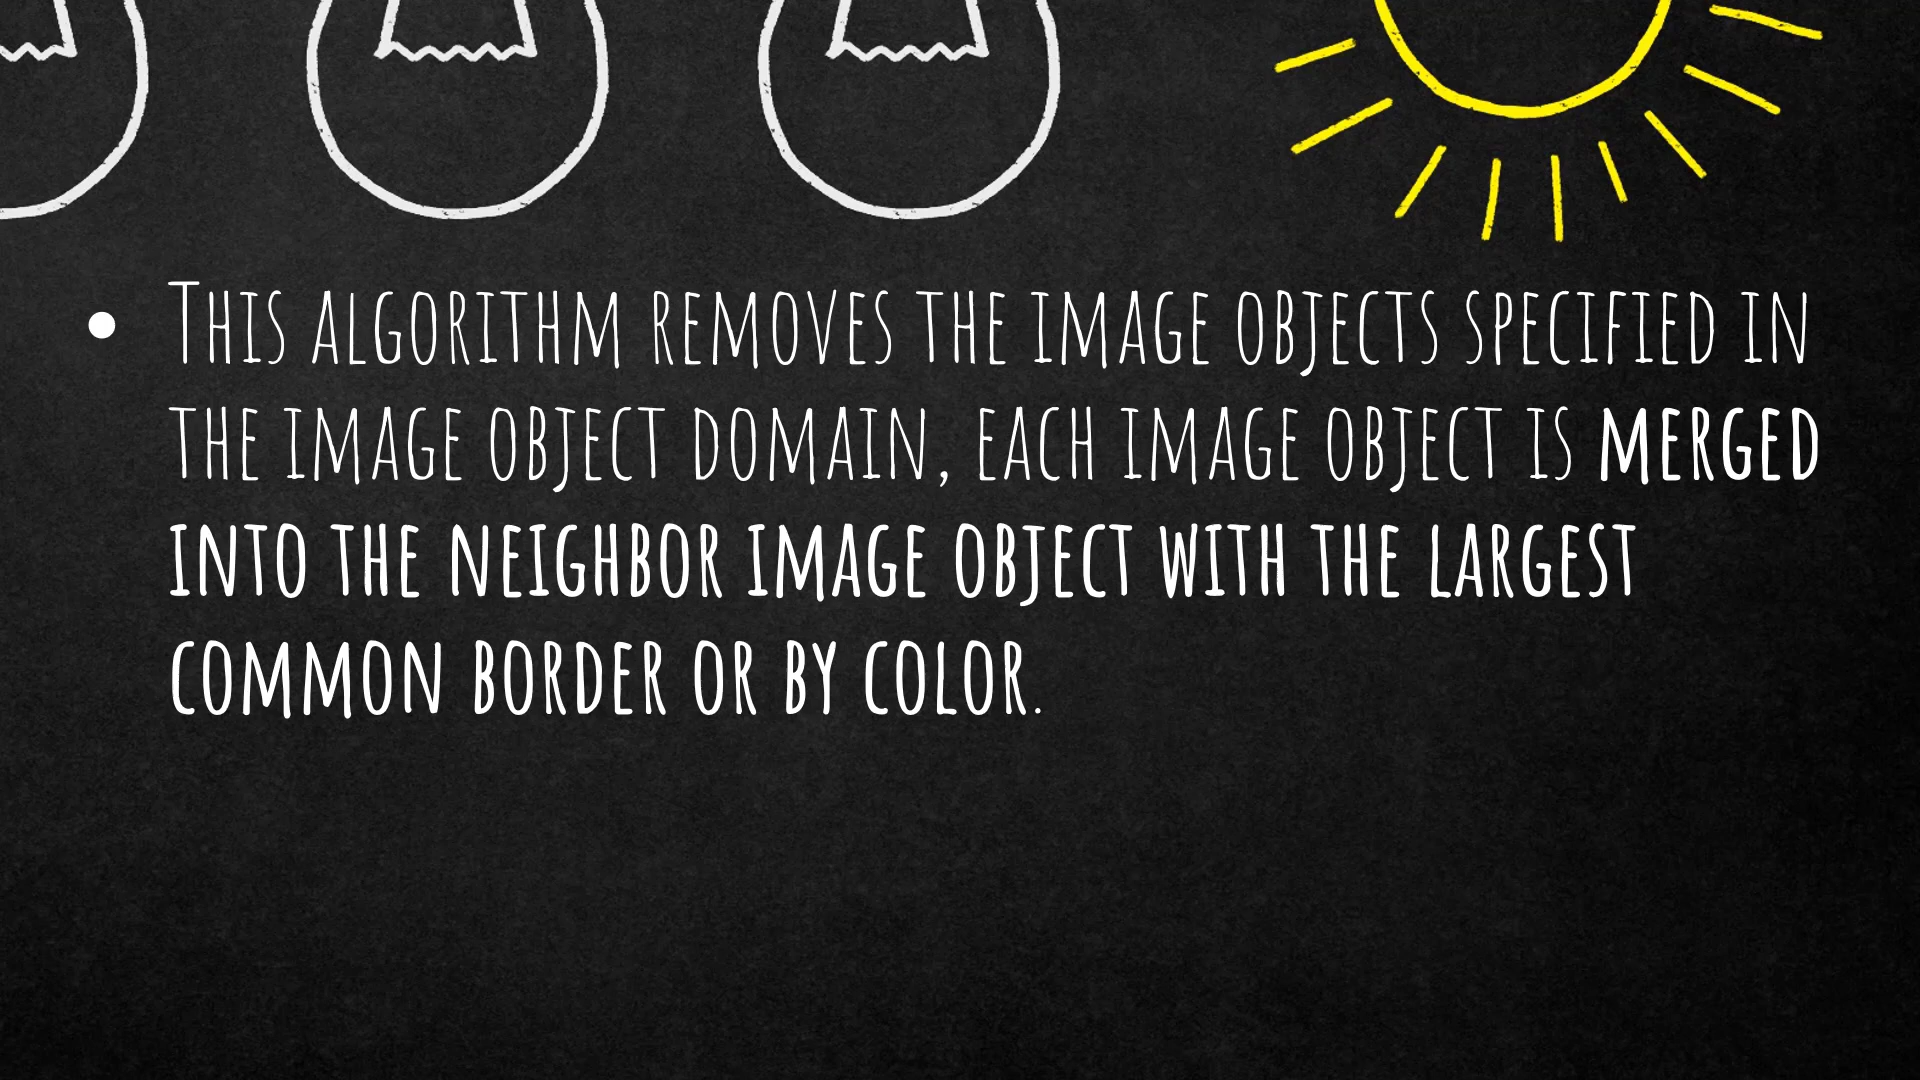 • This algorithm removes the image objects specified in
the image object domain, each image object is merged
into the neighbor image object with the largest
common border or by color.